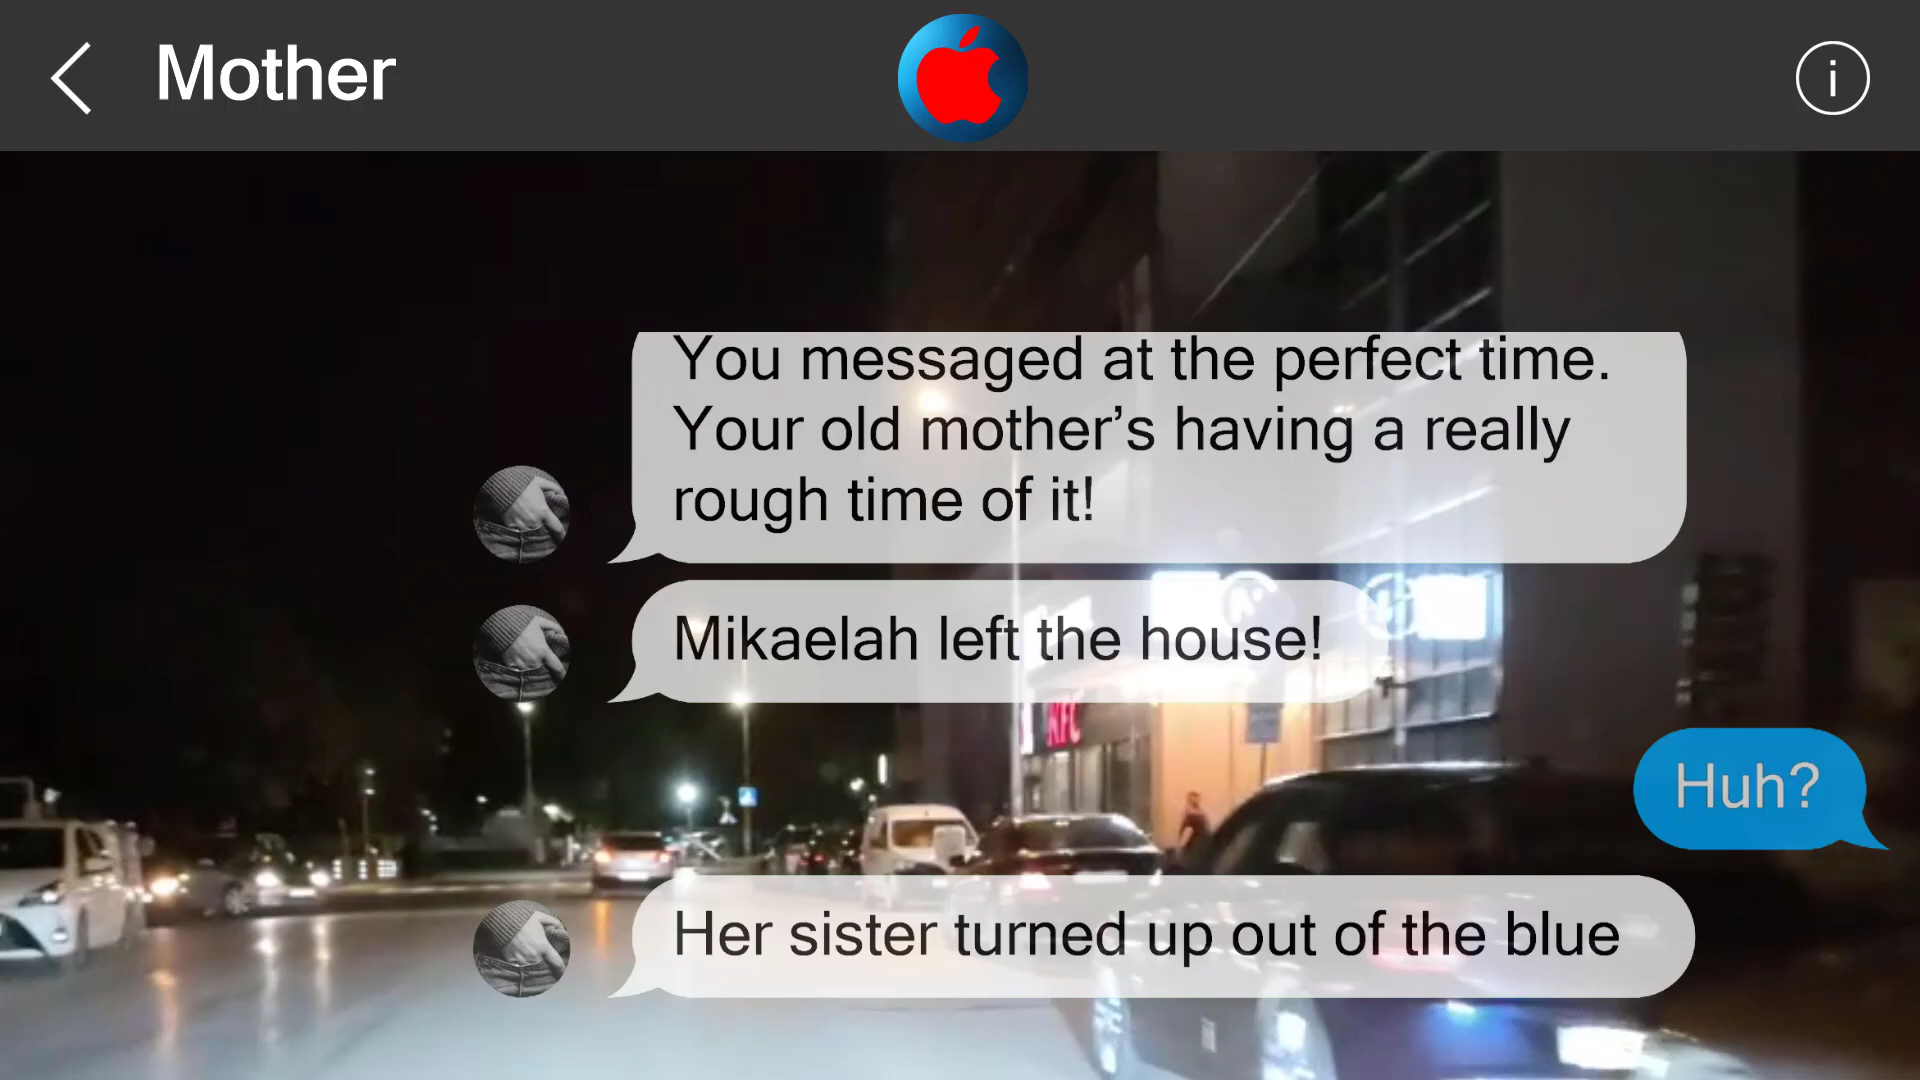 Mother
i
You messaged at the perfect time.
Your old mother’s having a really
rough time of it!
Mikaelah left the house!
KFC
Huh?
Her sister turned up out of the blue